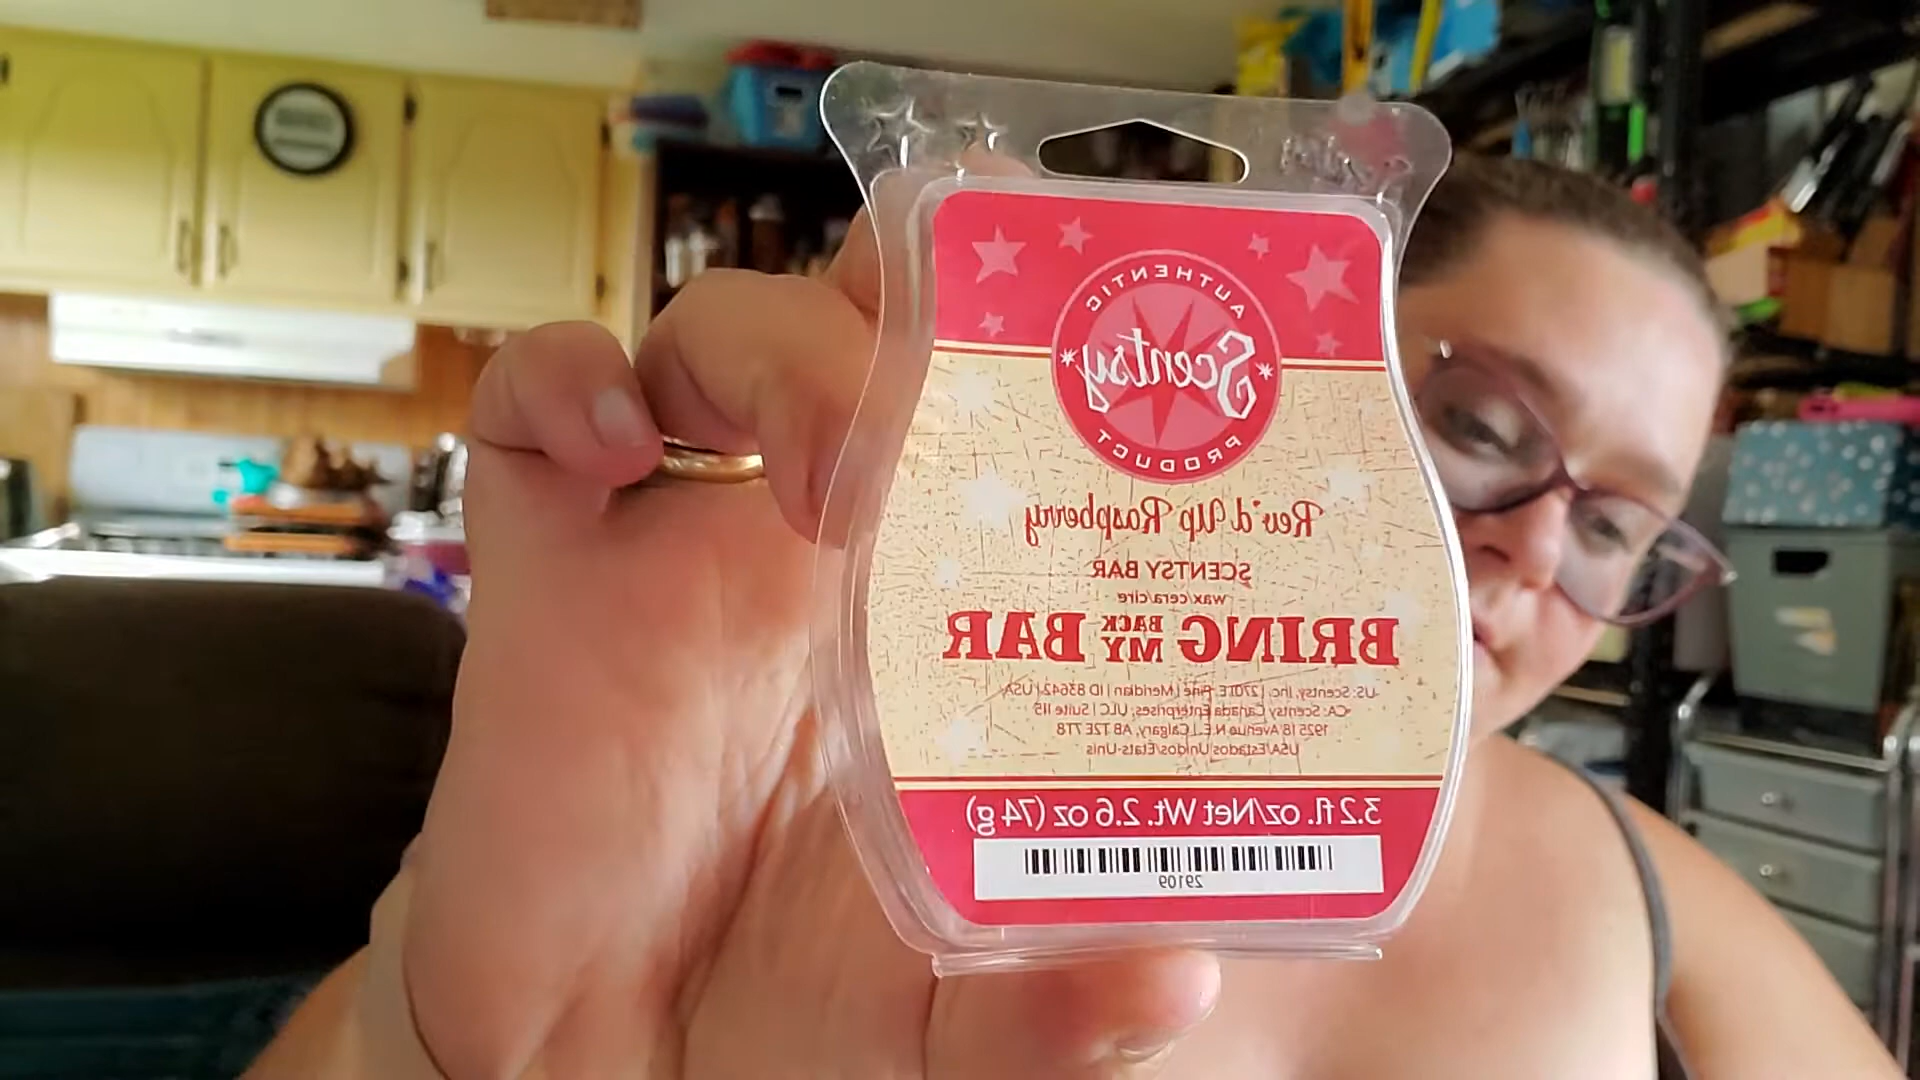 AUTHENTIC
Scentsy
PRODUCT
Rev'd Up Raspberry
SCENTSY BAR
wax/cera/cire
BRING BACK MY BAR
US: Scentsy, Inc. | 2701 E Pine | Meridian | ID 83642 | USA
CA: Scentsy Canada Enterprises, ULC | Suite 115
1925 18 Avenue N.E. | Calgary, AB T2E 7T8
USA/Estados Unidos/États-Unis
3.2 fl. oz/Net Wt. 2.6 oz (74 g)
29109